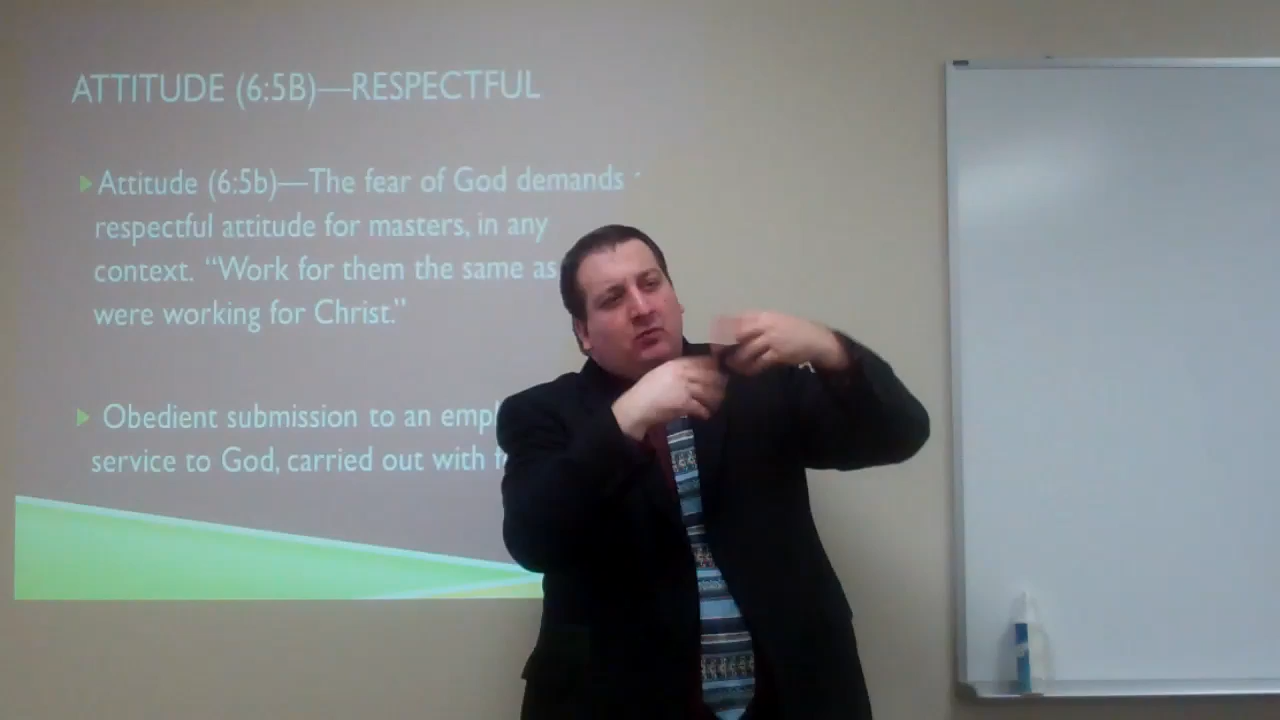 ATTITUDE (6:5B)—RESPECTFUL
Attitude (6:5b)—The fear of God demands
respectful attitude for masters, in any
context. “Work for them the same as
were working for Christ.”
Obedient submission to an
service to God, carried out with